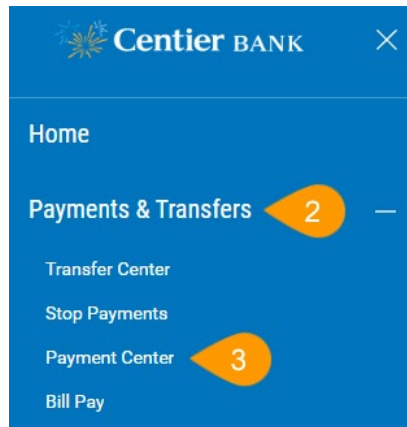 Centier BANK
Home
Payments & Transfers 2
Transfer Center
Stop Payments
Payment Center 3
Bill Pay